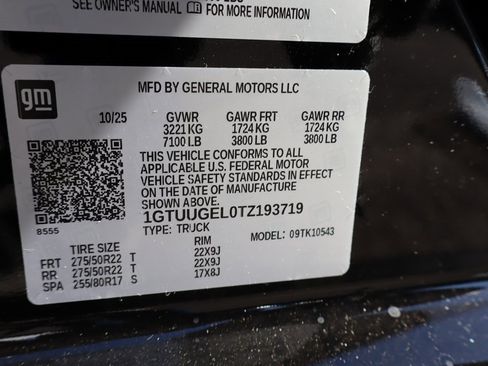 SEE OWNER'S MANUAL FOR MORE INFORMATION
gm
MFD BY GENERAL MOTORS LLC
10/25 GVWR GAWR FRT GAWR RR
3221 KG 1724 KG 1724 KG
7100 LB 3800 LB 3800 LB
THIS VEHICLE CONFORMS TO ALL
APPLICABLE U.S. FEDERAL MOTOR
VEHICLE SAFETY STANDARDS IN EFFECT
ON THE DATE OF MANUFACTURE
SHOWN ABOVE.
8555
1GTUUGEL0TZ193719
TYPE: TRUCK MODEL: 09TK10543
TIRE SIZE RIM
FRT 275/50R22 T 22X9J
RR 275/50R22 T 22X9J
SPA 255/80R17 S 17X8J